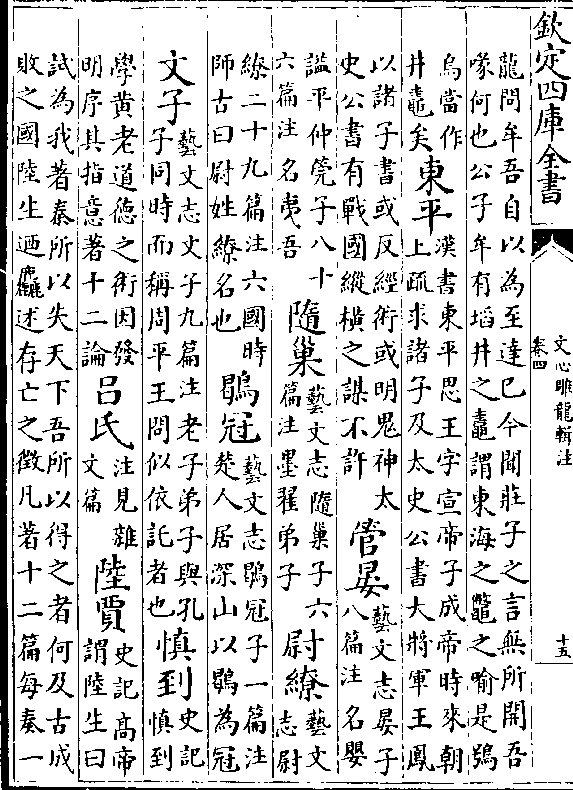 欽定四庫全書
文心雕龍輯注
卷四
十五
龍問牟吾自以為至達已今聞莊子之言無所開吾
喙何也公子牟有埳井之鼃謂東海之鼈之喻是鴞
烏當作
井鼃矣
東平
漢書東平思王字宣帝子成帝時來朝
上疏求諸子及太史公書大將軍王鳳
以諸子書或反經術或明鬼神太
史公書有戰國縱橫之謀不許
管晏
藝文志晏子
八篇注名嬰
謚平仲筦子八十
六篇注名夷吾
隨巢
藝文志隨巢子六
篇注墨翟弟子
尉繚
藝文
志尉
繚二十九篇注六國時
師古曰尉姓繚名也
鶡冠
藝文志鶡冠子一篇注
楚人居深山以鶡為冠
文子
藝文志文子九篇注老子弟子與孔
子同時而稱周平王問似依託者也
慎到
史記
慎到
學黃老道德之術因發
明序其指意著十二論
呂氏
注見雜
文篇
陸賈
史記高帝
謂陸生曰
試為我著秦所以失天下吾所以得之者何及古成
敗之國陸生迺麤述存亡之徵凡著十二篇每奏一